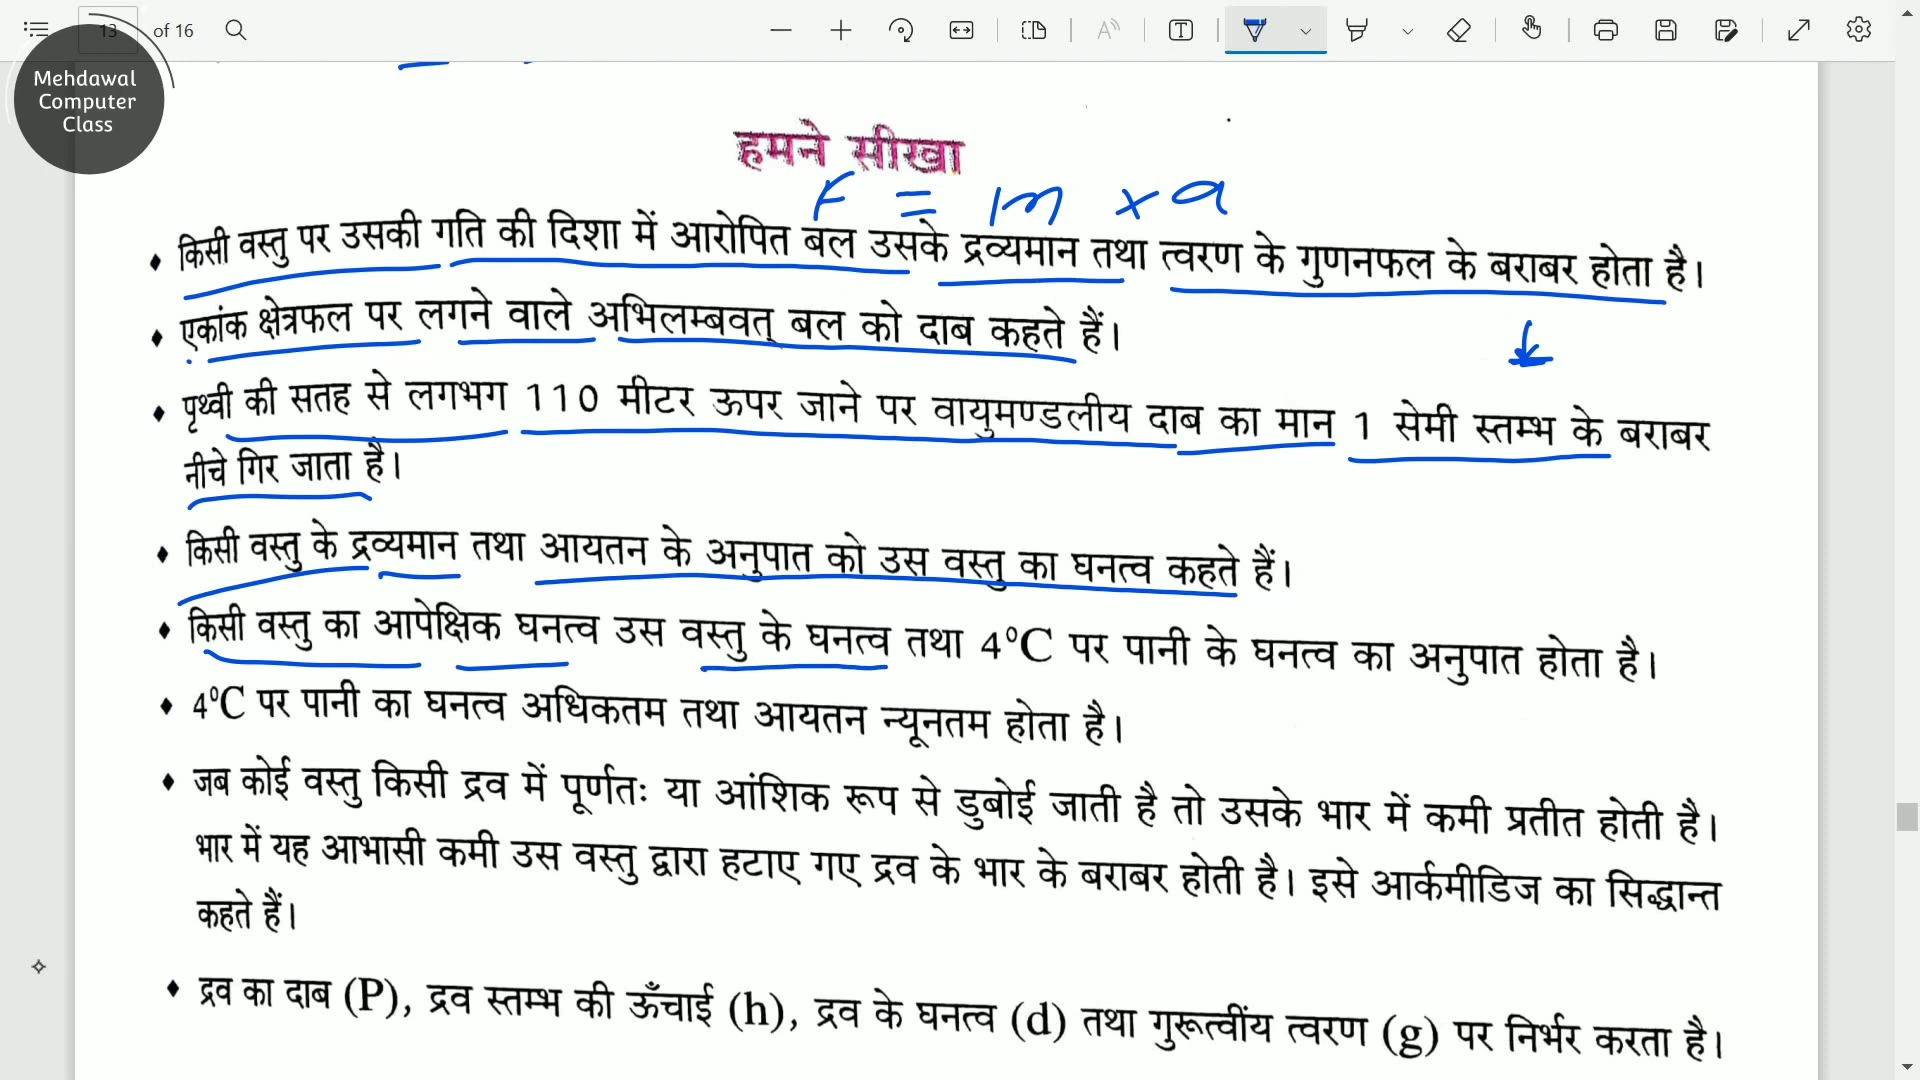 13 of 16
Mehdawal
Computer
Class
हमने सीखा
F = m × a
किसी वस्तु पर उसकी गति की दिशा में आरोपित बल उसके द्रव्यमान तथा त्वरण के गुणनफल के बराबर होता है।
एकांक क्षेत्रफल पर लगने वाले अभिलम्बवत् बल को दाब कहते हैं।
पृथ्वी की सतह से लगभग 110 मीटर ऊपर जाने पर वायुमण्डलीय दाब का मान 1 सेमी स्तम्भ के बराबर
नीचे गिर जाता है।
किसी वस्तु के द्रव्यमान तथा आयतन के अनुपात को उस वस्तु का घनत्व कहते हैं।
किसी वस्तु का आपेक्षिक घनत्व उस वस्तु के घनत्व तथा 4⁰C पर पानी के घनत्व का अनुपात होता है।
4⁰C पर पानी का घनत्व अधिकतम तथा आयतन न्यूनतम होता है।
जब कोई वस्तु किसी द्रव में पूर्णतः या आंशिक रूप से डुबोई जाती है तो उसके भार में कमी प्रतीत होती है।
भार में यह आभासी कमी उस वस्तु द्वारा हटाए गए द्रव के भार के बराबर होती है। इसे आर्कमीडिज का सिद्धान्त
कहते हैं।
द्रव का दाब (P), द्रव स्तम्भ की ऊँचाई (h), द्रव के घनत्व (d) तथा गुरूत्वींय त्वरण (g) पर निर्भर करता है।